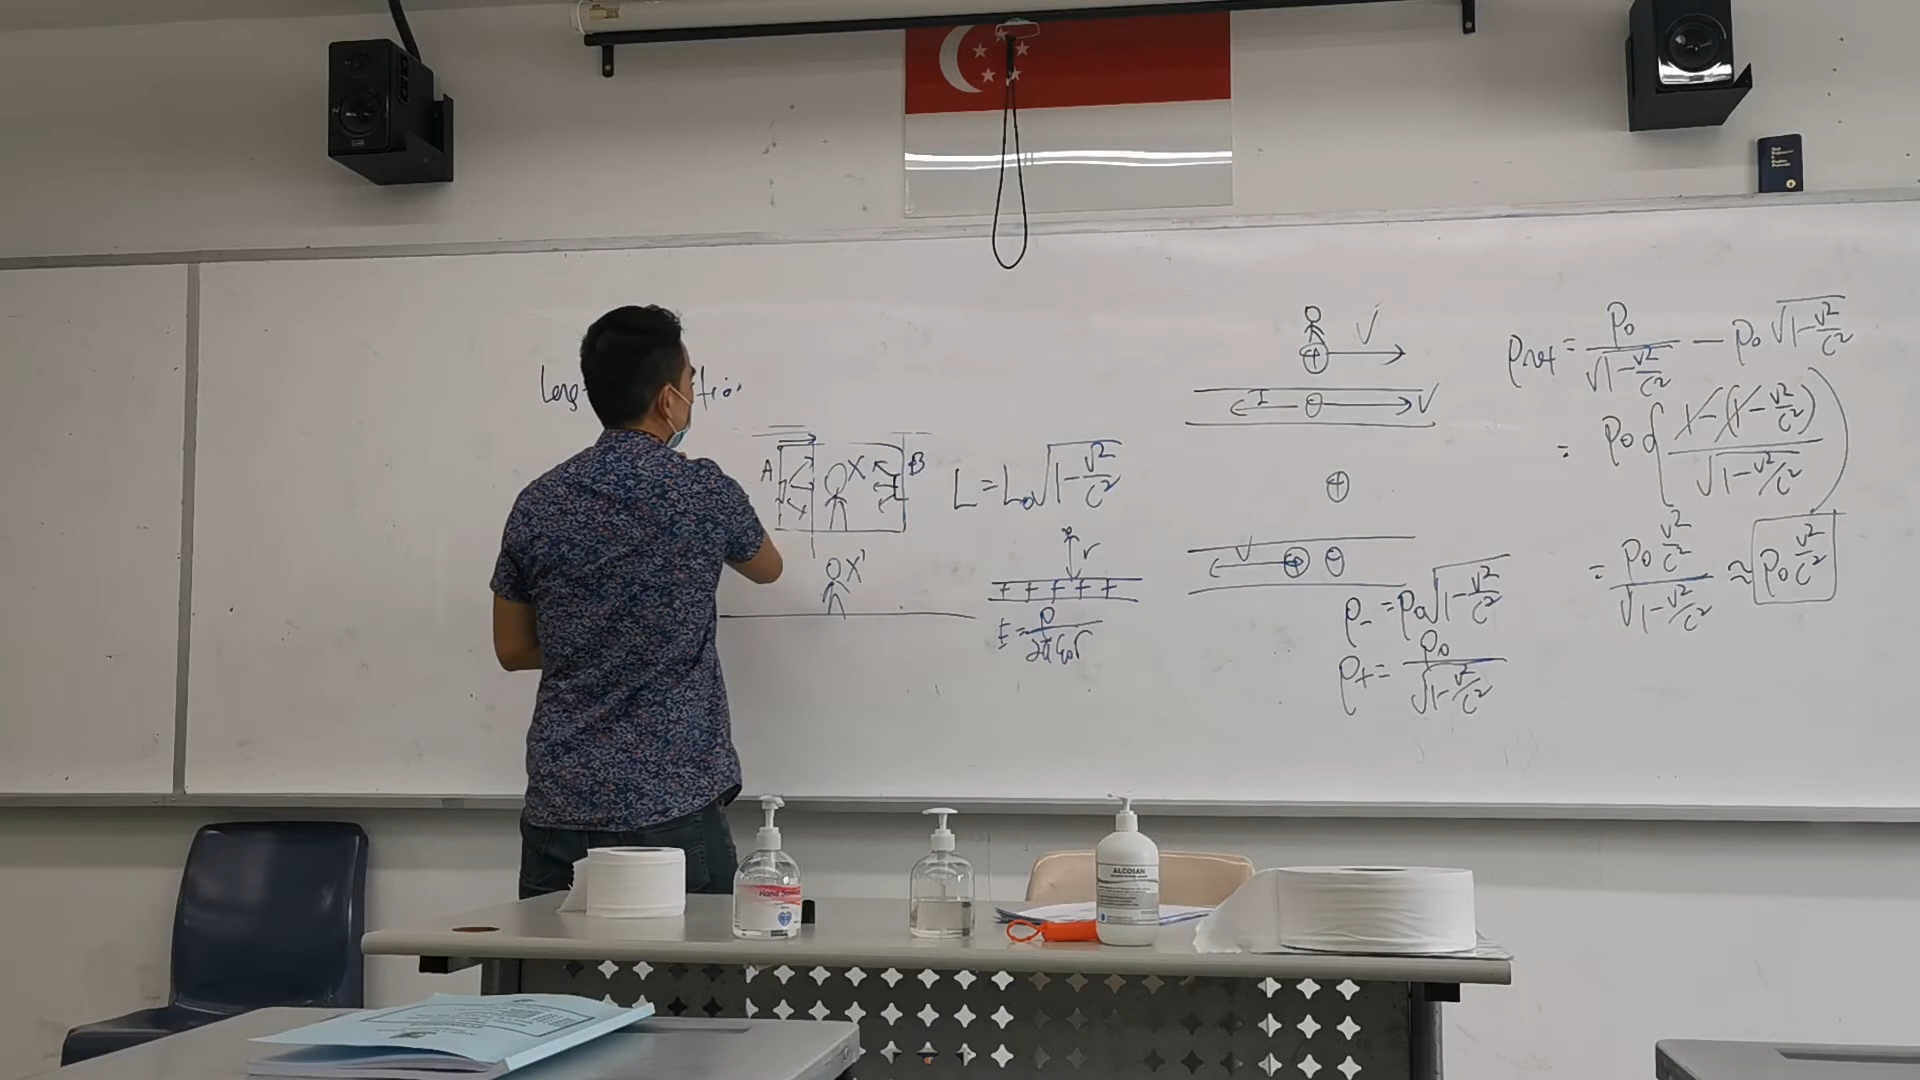 A
X
B
L = L₀√(1-v²/c²)
X'
r
+ + + + +
E = ρ/2πε₀r
+
V
I
-
V
+
V
+
-
ρ- = ρ₀√(1-v²/c²)
ρ+ = ρ₀/√(1-v²/c²)
ρnet = ρ₀/√(1-v²/c²) - ρ₀√(1-v²/c²)
= ρ₀((1-(1-v²/c²))/√(1-v²/c²))
= ρ₀ v²/c² / √(1-v²/c²) ≈ ρ₀ v²/c²
Hand
ALCOSAN